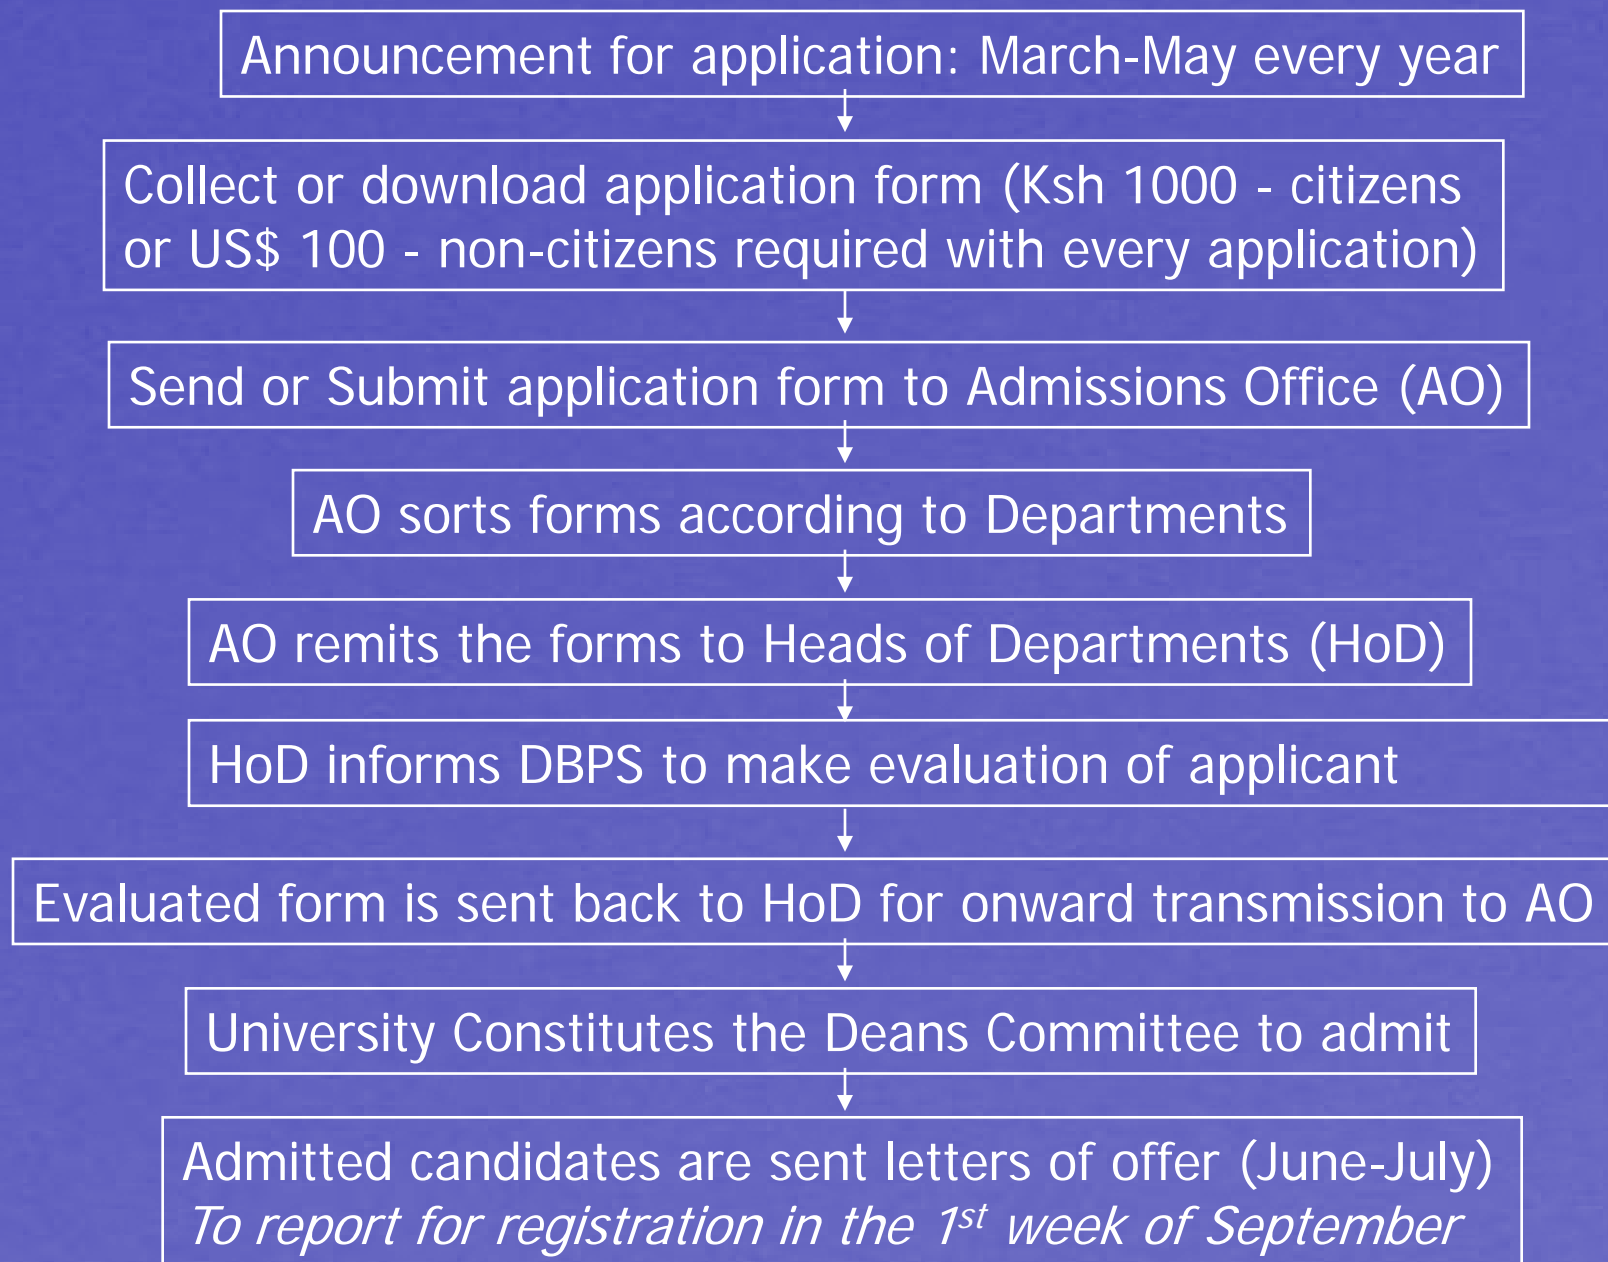 Announcement for application: March-May every year
Collect or download application form (Ksh 1000 - citizens
or US$ 100 - non-citizens required with every application)
Send or Submit application form to Admissions Office (AO)
AO sorts forms according to Departments
AO remits the forms to Heads of Departments (HoD)
HoD informs DBPS to make evaluation of applicant
Evaluated form is sent back to HoD for onward transmission to AO
University Constitutes the Deans Committee to admit
Admitted candidates are sent letters of offer (June-July)
To report for registration in the 1st week of September